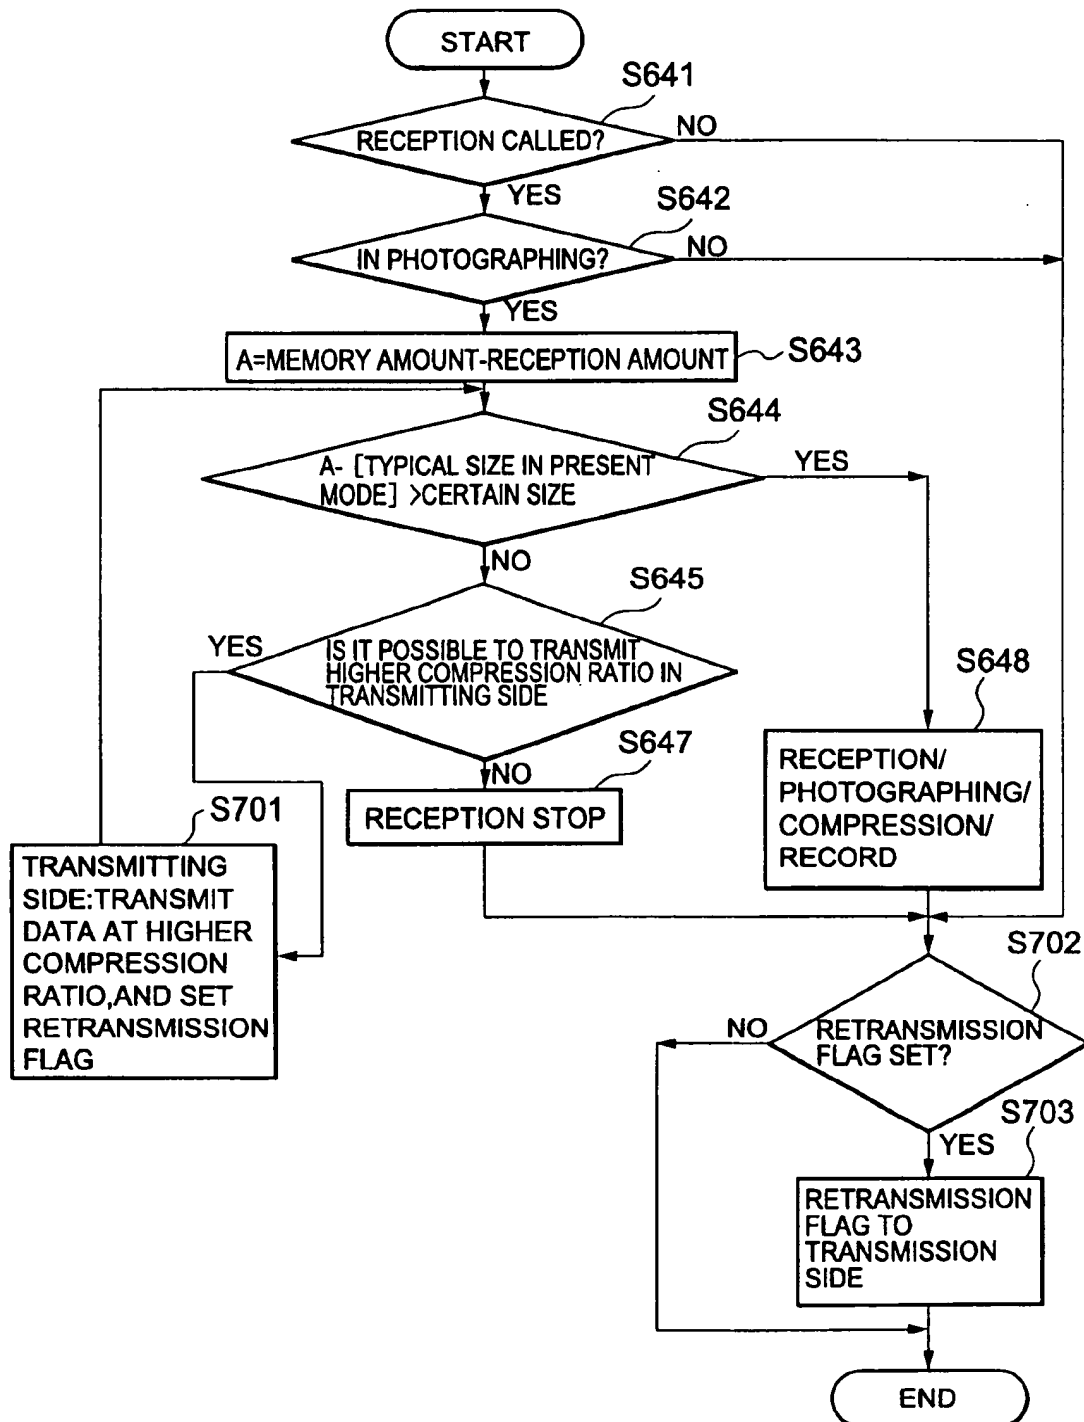 START
S641
RECEPTION CALLED?
NO
YES
S642
IN PHOTOGRAPHING?
NO
YES
A=MEMORY AMOUNT-RECEPTION AMOUNT
S643
S644
A- [TYPICAL SIZE IN PRESENT
MODE] >CERTAIN SIZE
YES
NO
S645
YES
IS IT POSSIBLE TO TRANSMIT
HIGHER COMPRESSION RATIO IN
TRANSMITTING SIDE
NO
S647
RECEPTION STOP
S648
RECEPTION/
PHOTOGRAPHING/
COMPRESSION/
RECORD
S701
TRANSMITTING
SIDE:TRANSMIT
DATA AT HIGHER
COMPRESSION
RATIO,AND SET
RETRANSMISSION
FLAG
S702
NO
RETRANSMISSION
FLAG SET?
YES
S703
RETRANSMISSION
FLAG TO
TRANSMISSION
SIDE
END